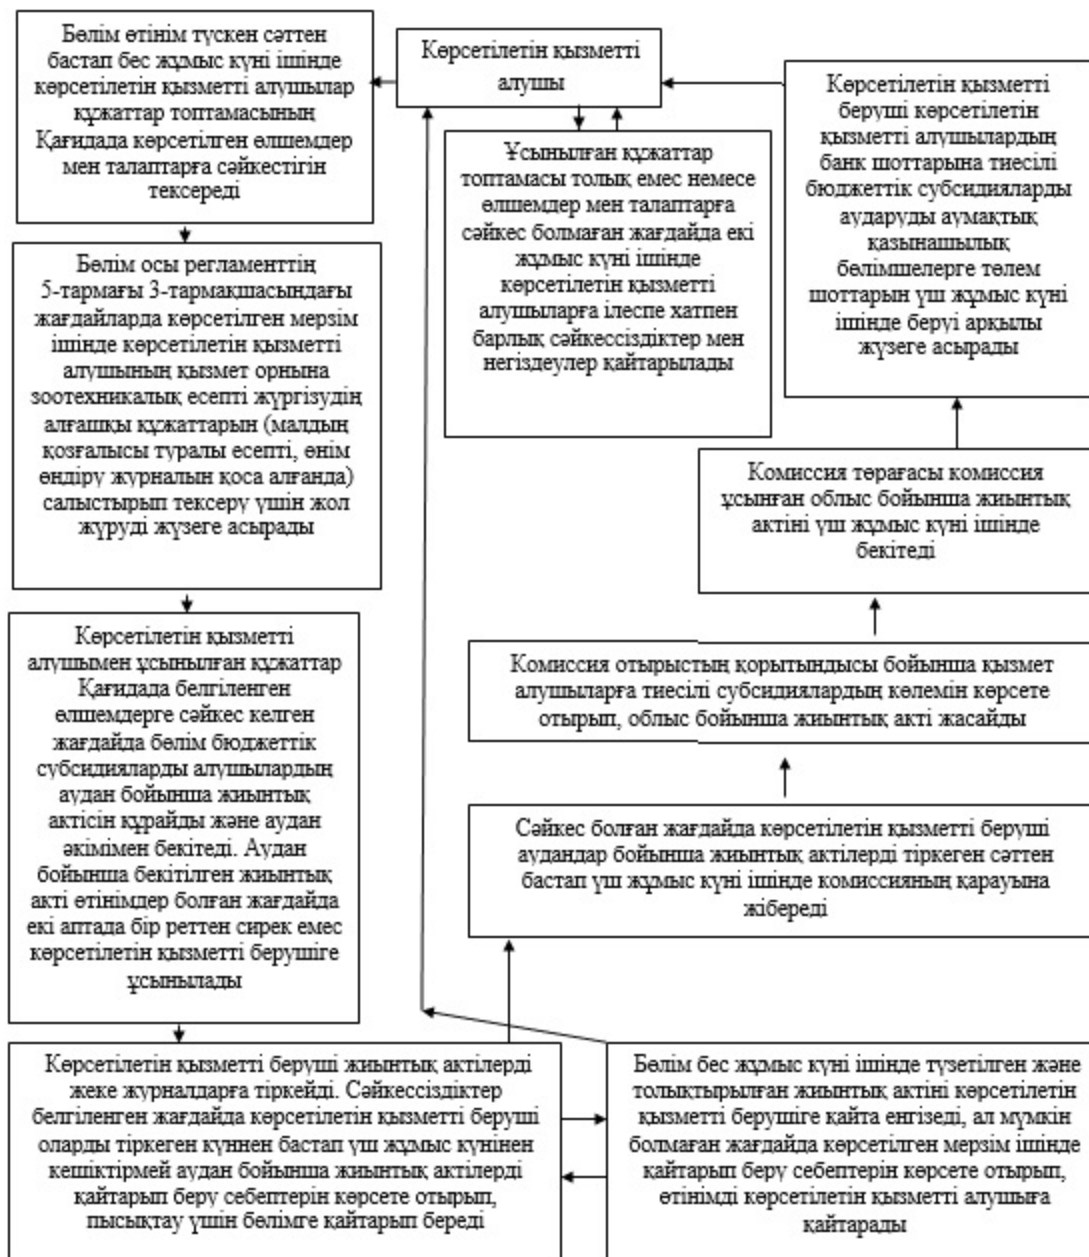 Бөлім өтінім түскен сәттен
бастап бес жұмыс күні ішінде
көрсетілетін қызметті алушылар
құжаттар топтамасының
Қағидада көрсетілген өлшемдер
мен талаптарға сәйкестігін
тексереді
Көрсетілетін қызметті
алушы
Көрсетілетін қызметті
беруші көрсетілетін
қызметті алушылардың
банк шоттарына тиесілі
бюджеттік субсидияларды
аударуды аумақтық
қазынашылық
бөлімшелерге төлем
шоттарын үш жұмыс күні
ішінде беруі арқылы
жүзеге асырады
Ұсынылған құжаттар
топтамасы толық емес немесе
өлшемдер мен талаптарға
сәйкес болмаған жағдайда екі
жұмыс күні ішінде
көрсетілетін қызметті
алушыларға ілеспе хатпен
барлық сәйкессіздіктер мен
негіздеулер қайтарылады
Бөлім осы регламенттің
5-тармағы 3-тармақшасындағы
жағдайларда көрсетілген мерзім
ішінде көрсетілетін қызметті
алушының қызмет орнына
зоотехникалық есепті жүргізудің
алғашқы құжаттарын (малдың
қозғалысы туралы есепті, өнім
өндіру журналын қоса алғанда)
салыстырып тексеру үшін жол
жүруді жүзеге асырады
Комиссия төрағасы комиссия
ұсынған облыс бойынша жиынтық
актіні үш жұмыс күні ішінде
бекітеді
Көрсетілетін қызметті
алушымен ұсынылған құжаттар
Қағидада белгіленген
өлшемдерге сәйкес келген
жағдайда бөлім бюджеттік
субсидияларды алушылардың
аудан бойынша жиынтық
актісін құрайды және аудан
әкімімен бекітеді. Аудан
бойынша бекітілген жиынтық
акті өтінімдер болған жағдайда
екі аптада бір реттен сирек емес
көрсетілетін қызметті берушіге
ұсынылады
Комиссия отырыстың қорытындысы бойынша қызмет
алушыларға тиесілі субсидиялардың көлемін көрсете
отырып, облыс бойынша жиынтық акті жасайды
Сәйкес болған жағдайда көрсетілетін қызметті беруші
аудандар бойынша жиынтық актілерді тіркеген сәттен
бастап үш жұмыс күні ішінде комиссияның қарауына
жібереді
Көрсетілетін қызметті беруші жиынтық актілерді
жеке журналдарға тіркейді. Сәйкессіздіктер
белгіленген жағдайда көрсетілетін қызметті беруші
оларды тіркеген күннен бастап үш жұмыс күнінен
кешіктірмей аудан бойынша жиынтық актілерді
қайтарып беру себептерін көрсете отырып,
пысықтау үшін бөлімге қайтарып береді
Бөлім бес жұмыс күні ішінде түзетілген және
толықтырылған жиынтық актіні көрсетілетін
қызметті берушіге қайта енгізеді, ал мүмкін
болмаған жағдайда көрсетілген мерзім ішінде
қайтарып беру себептерін көрсете отырып,
өтінімді көрсетілетін қызметті алушыға
қайтарады